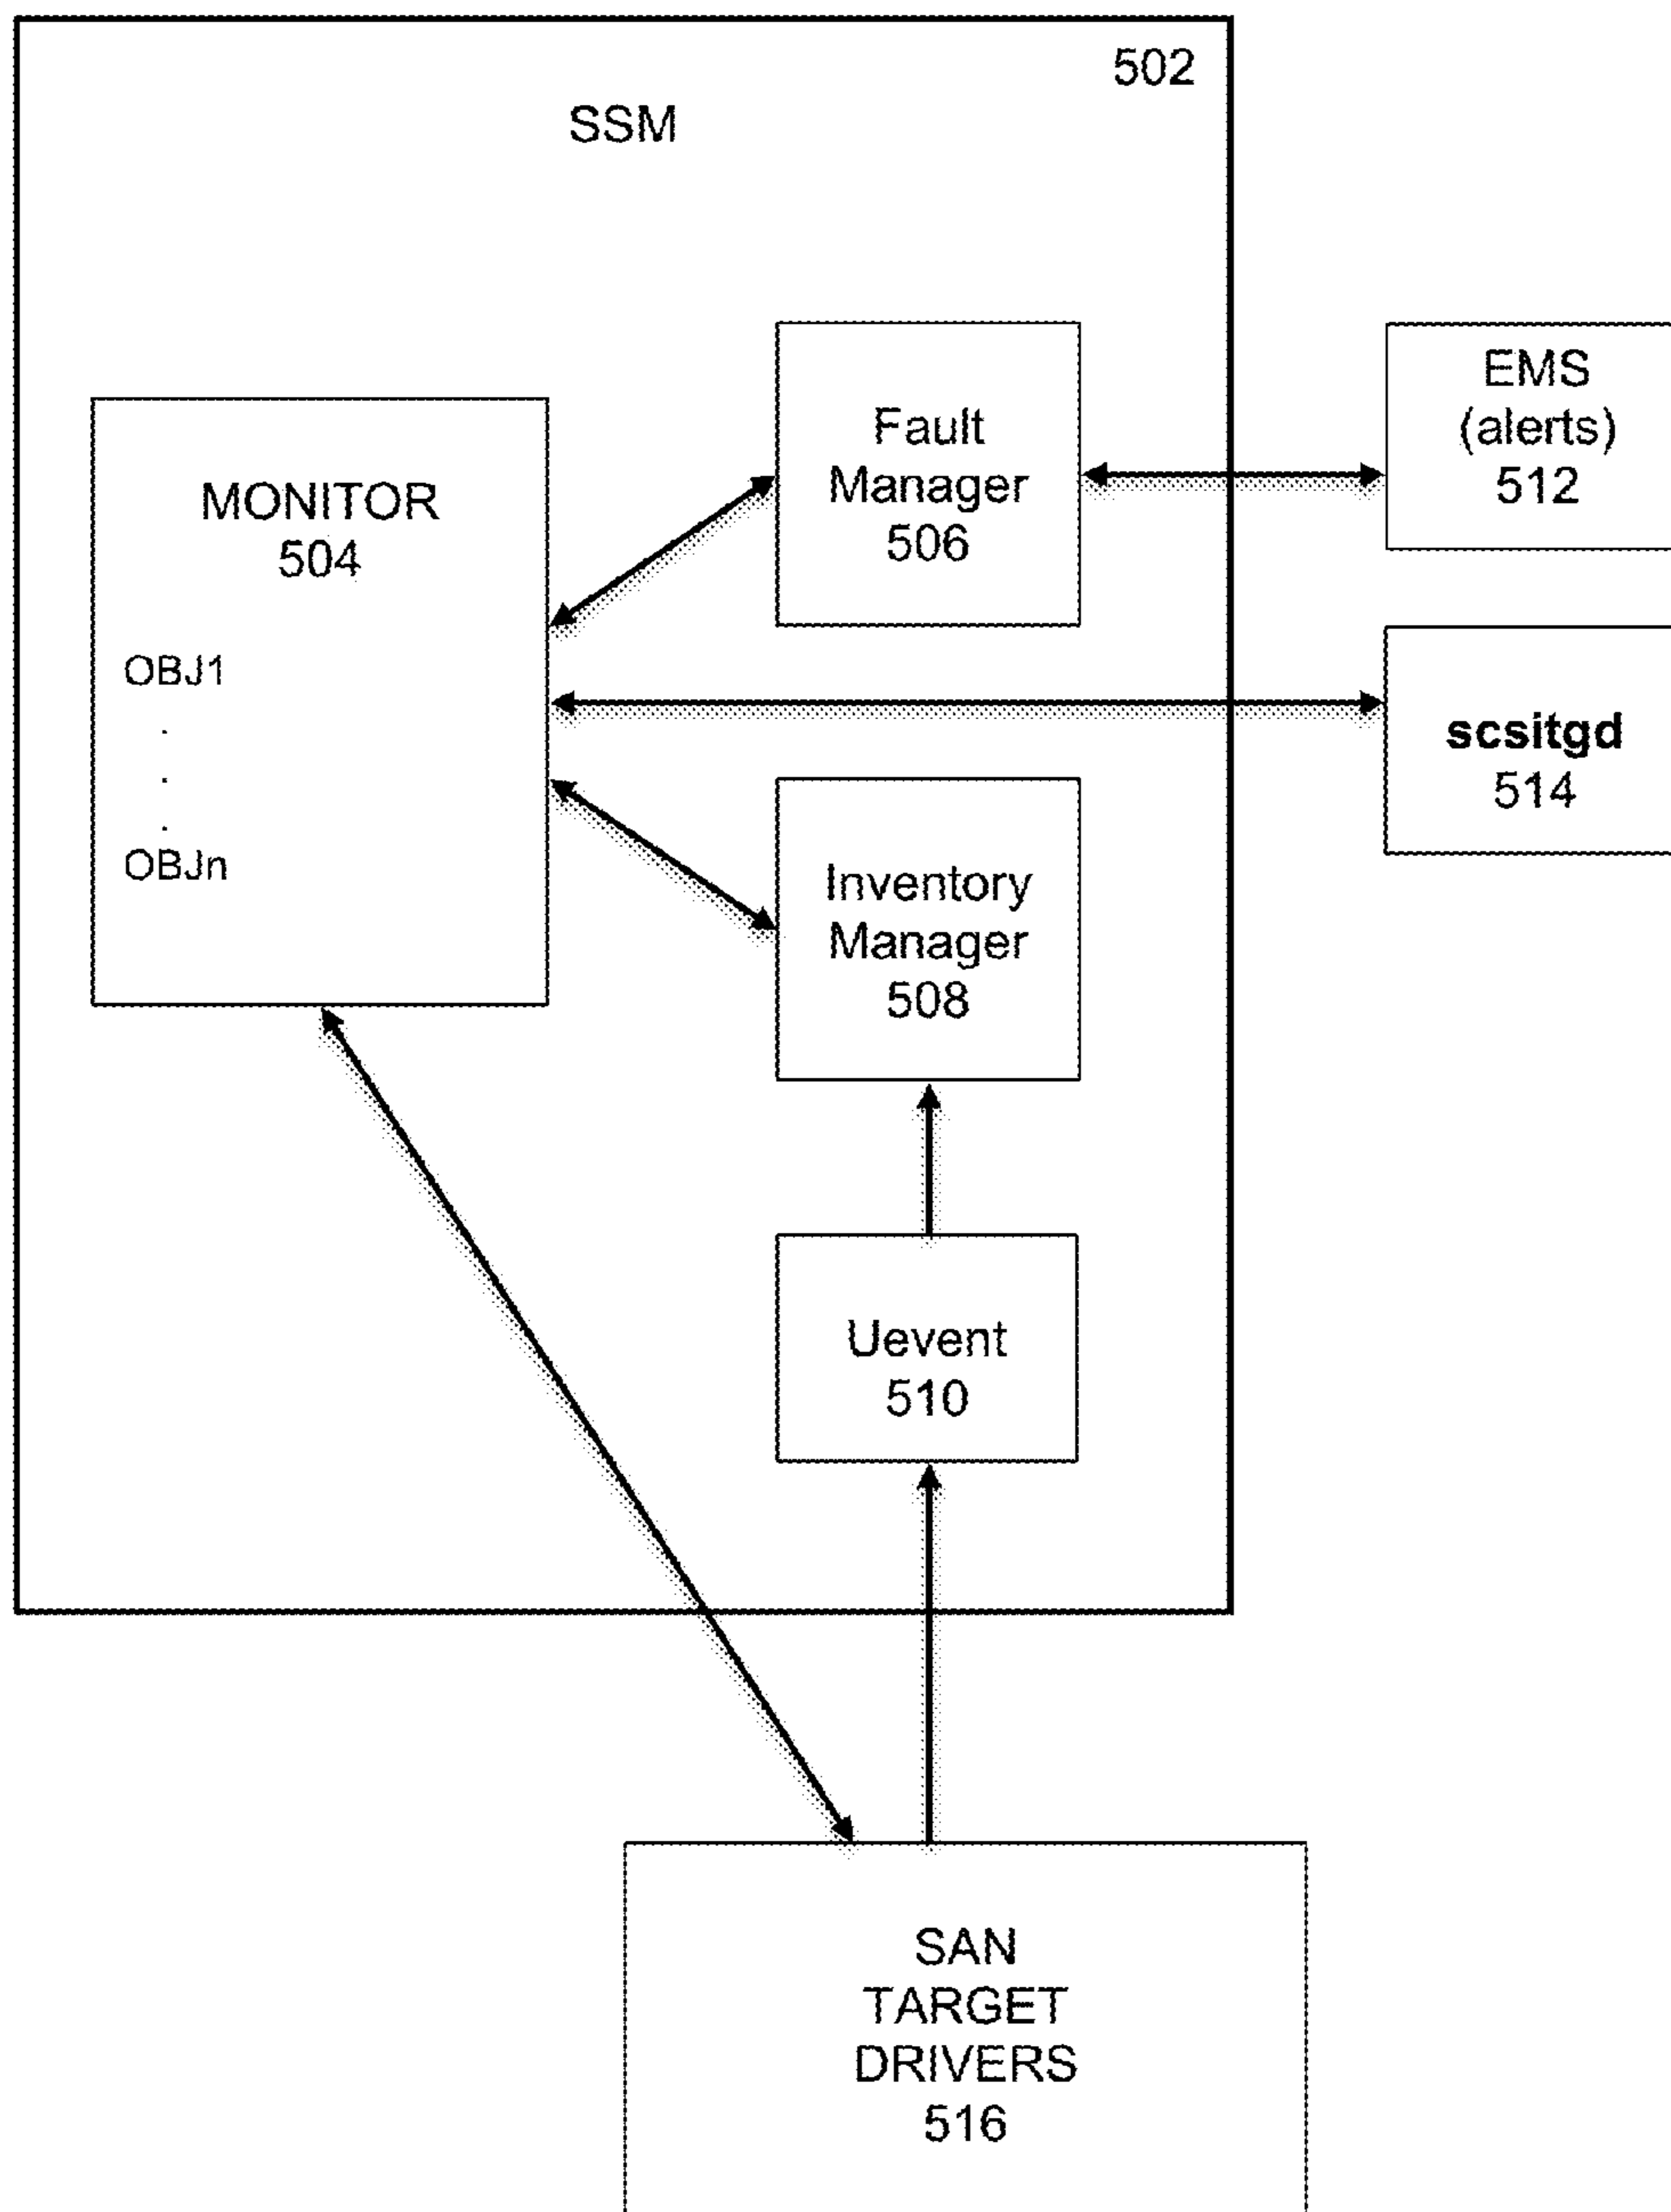 502
SSM
MONITOR
504
OBJ1
.
.
.
OBJn
Fault
Manager
506
EMS
(alerts)
512
scsitgd
514
Inventory
Manager
508
Uevent
510
SAN
TARGET
DRIVERS
516